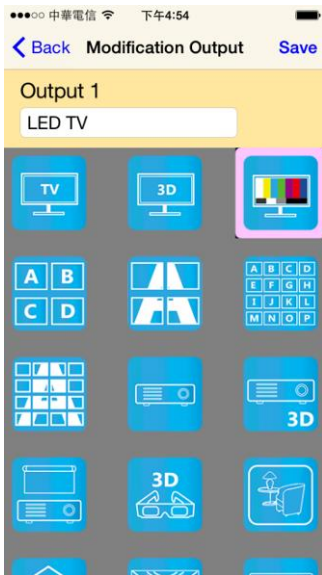 中華電信 下午4:54
Back Modification Output Save
Output 1
LED TV
TV 3D
A B
C D
A B C D
E F G H
I J K L
M N O P
3D
3D